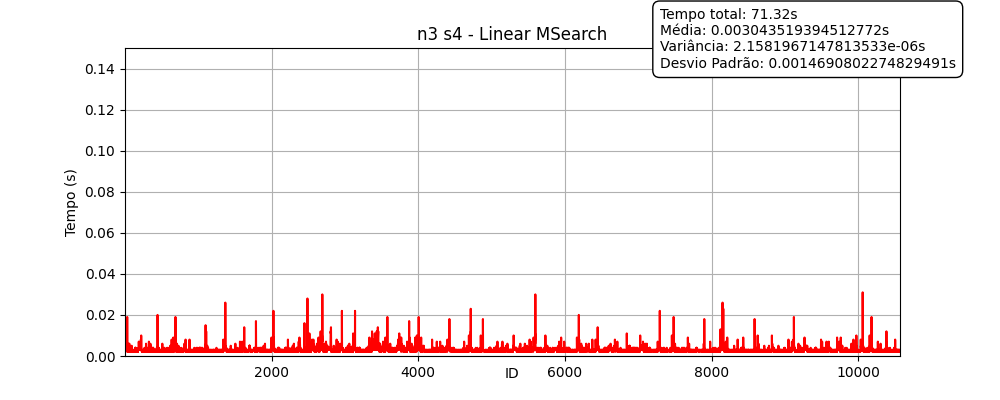 n3 s4 - Linear MSearch
Tempo total: 71.32s
Média: 0.003043519394512772s
Variância: 2.1581967147813533e-06s
Desvio Padrão: 0.0014690802274829491s
Tempo (s)
0.14
0.12
0.10
0.08
0.06
0.04
0.02
0.00
2000
4000
6000
8000
10000
ID